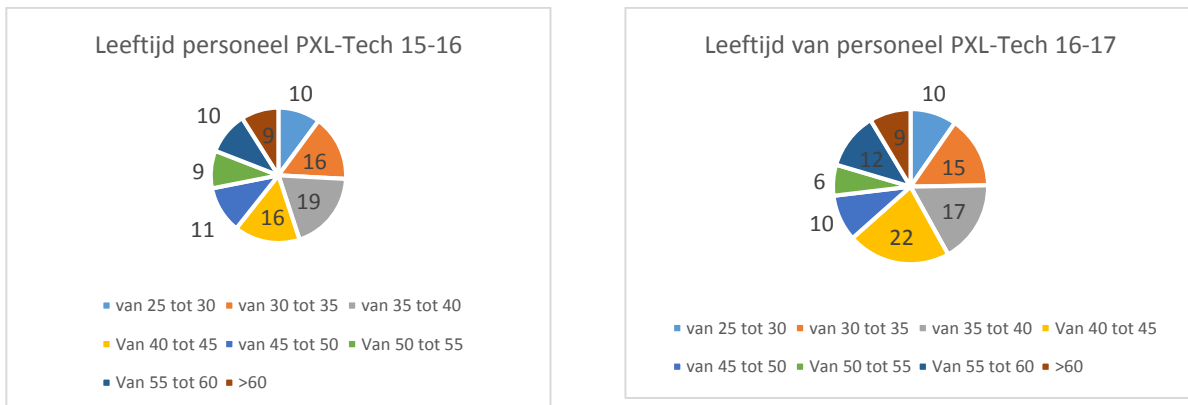 Leeftijd personeel PXL-Tech 15-16
10
16
19
16
11
9
10
9
van 25 tot 30 van 30 tot 35 van 35 tot 40
Van 40 tot 45 van 45 tot 50 Van 50 tot 55
Van 55 tot 60 >60
Leeftijd van personeel PXL-Tech 16-17
10
15
17
22
10
6
12
9
van 25 tot 30 van 30 tot 35 van 35 tot 40 Van 40 tot 45
van 45 tot 50 Van 50 tot 55 Van 55 tot 60 >60